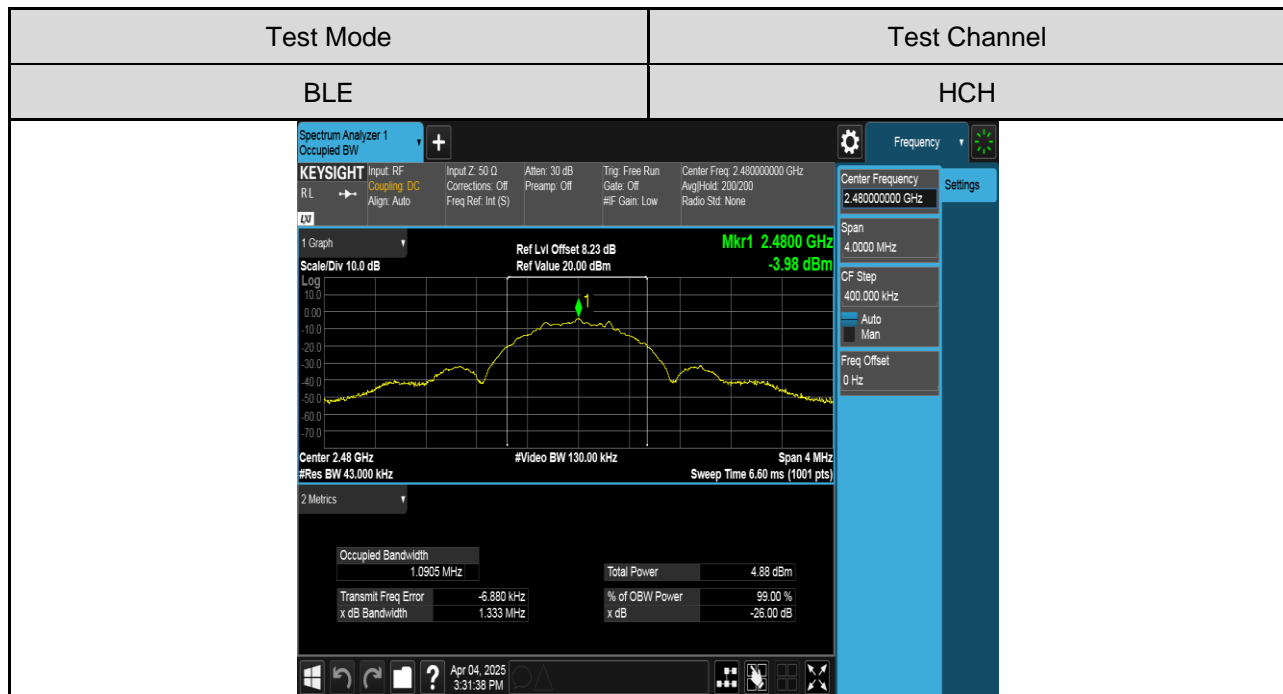 Test Mode
Test Channel
BLE
HCH
Spectrum Analyzer 1
Occupied BW
Frequency
KEYSIGHT
RL
LXI
Input: RF
Coupling: DC
Align: Auto
Input Z: 50 Ω
Corrections: Off
Freq Ref: Int (S)
Atten: 30 dB
Preamp: Off
Trig: Free Run
Gate: Off
#IF Gain: Low
Center Freq: 2.480000000 GHz
Avg|Hold: 200/200
Radio Std: None
Center Frequency
2.480000000 GHz
Settings
Span
4.0000 MHz
CF Step
400.000 kHz
Auto
Man
Freq Offset
0 Hz
1 Graph
Scale/Div 10.0 dB
Ref Lvl Offset 8.23 dB
Ref Value 20.00 dBm
Mkr1 2.4800 GHz
-3.98 dBm
Log
10.0
0.00
-10.0
-20.0
-30.0
-40.0
-50.0
-60.0
-70.0
1
Center 2.48 GHz
#Res BW 43.000 kHz
#Video BW 130.00 kHz
Span 4 MHz
Sweep Time 6.60 ms (1001 pts)
2 Metrics
Occupied Bandwidth
1.0905 MHz
Transmit Freq Error -6.880 kHz
x dB Bandwidth 1.333 MHz
Total Power 4.88 dBm
% of OBW Power 99.00 %
x dB -26.00 dB
?
Apr 04, 2025
3:31:38 PM